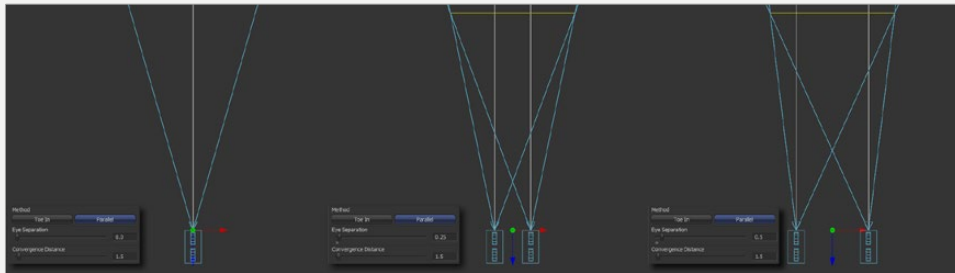 Method
Toe In Parallel
Eye Separation
0.0
Convergence Distance
1.5
Method
Toe In Parallel
Eye Separation
0.25
Convergence Distance
1.5
Method
Toe In Parallel
Eye Separation
0.5
Convergence Distance
1.5